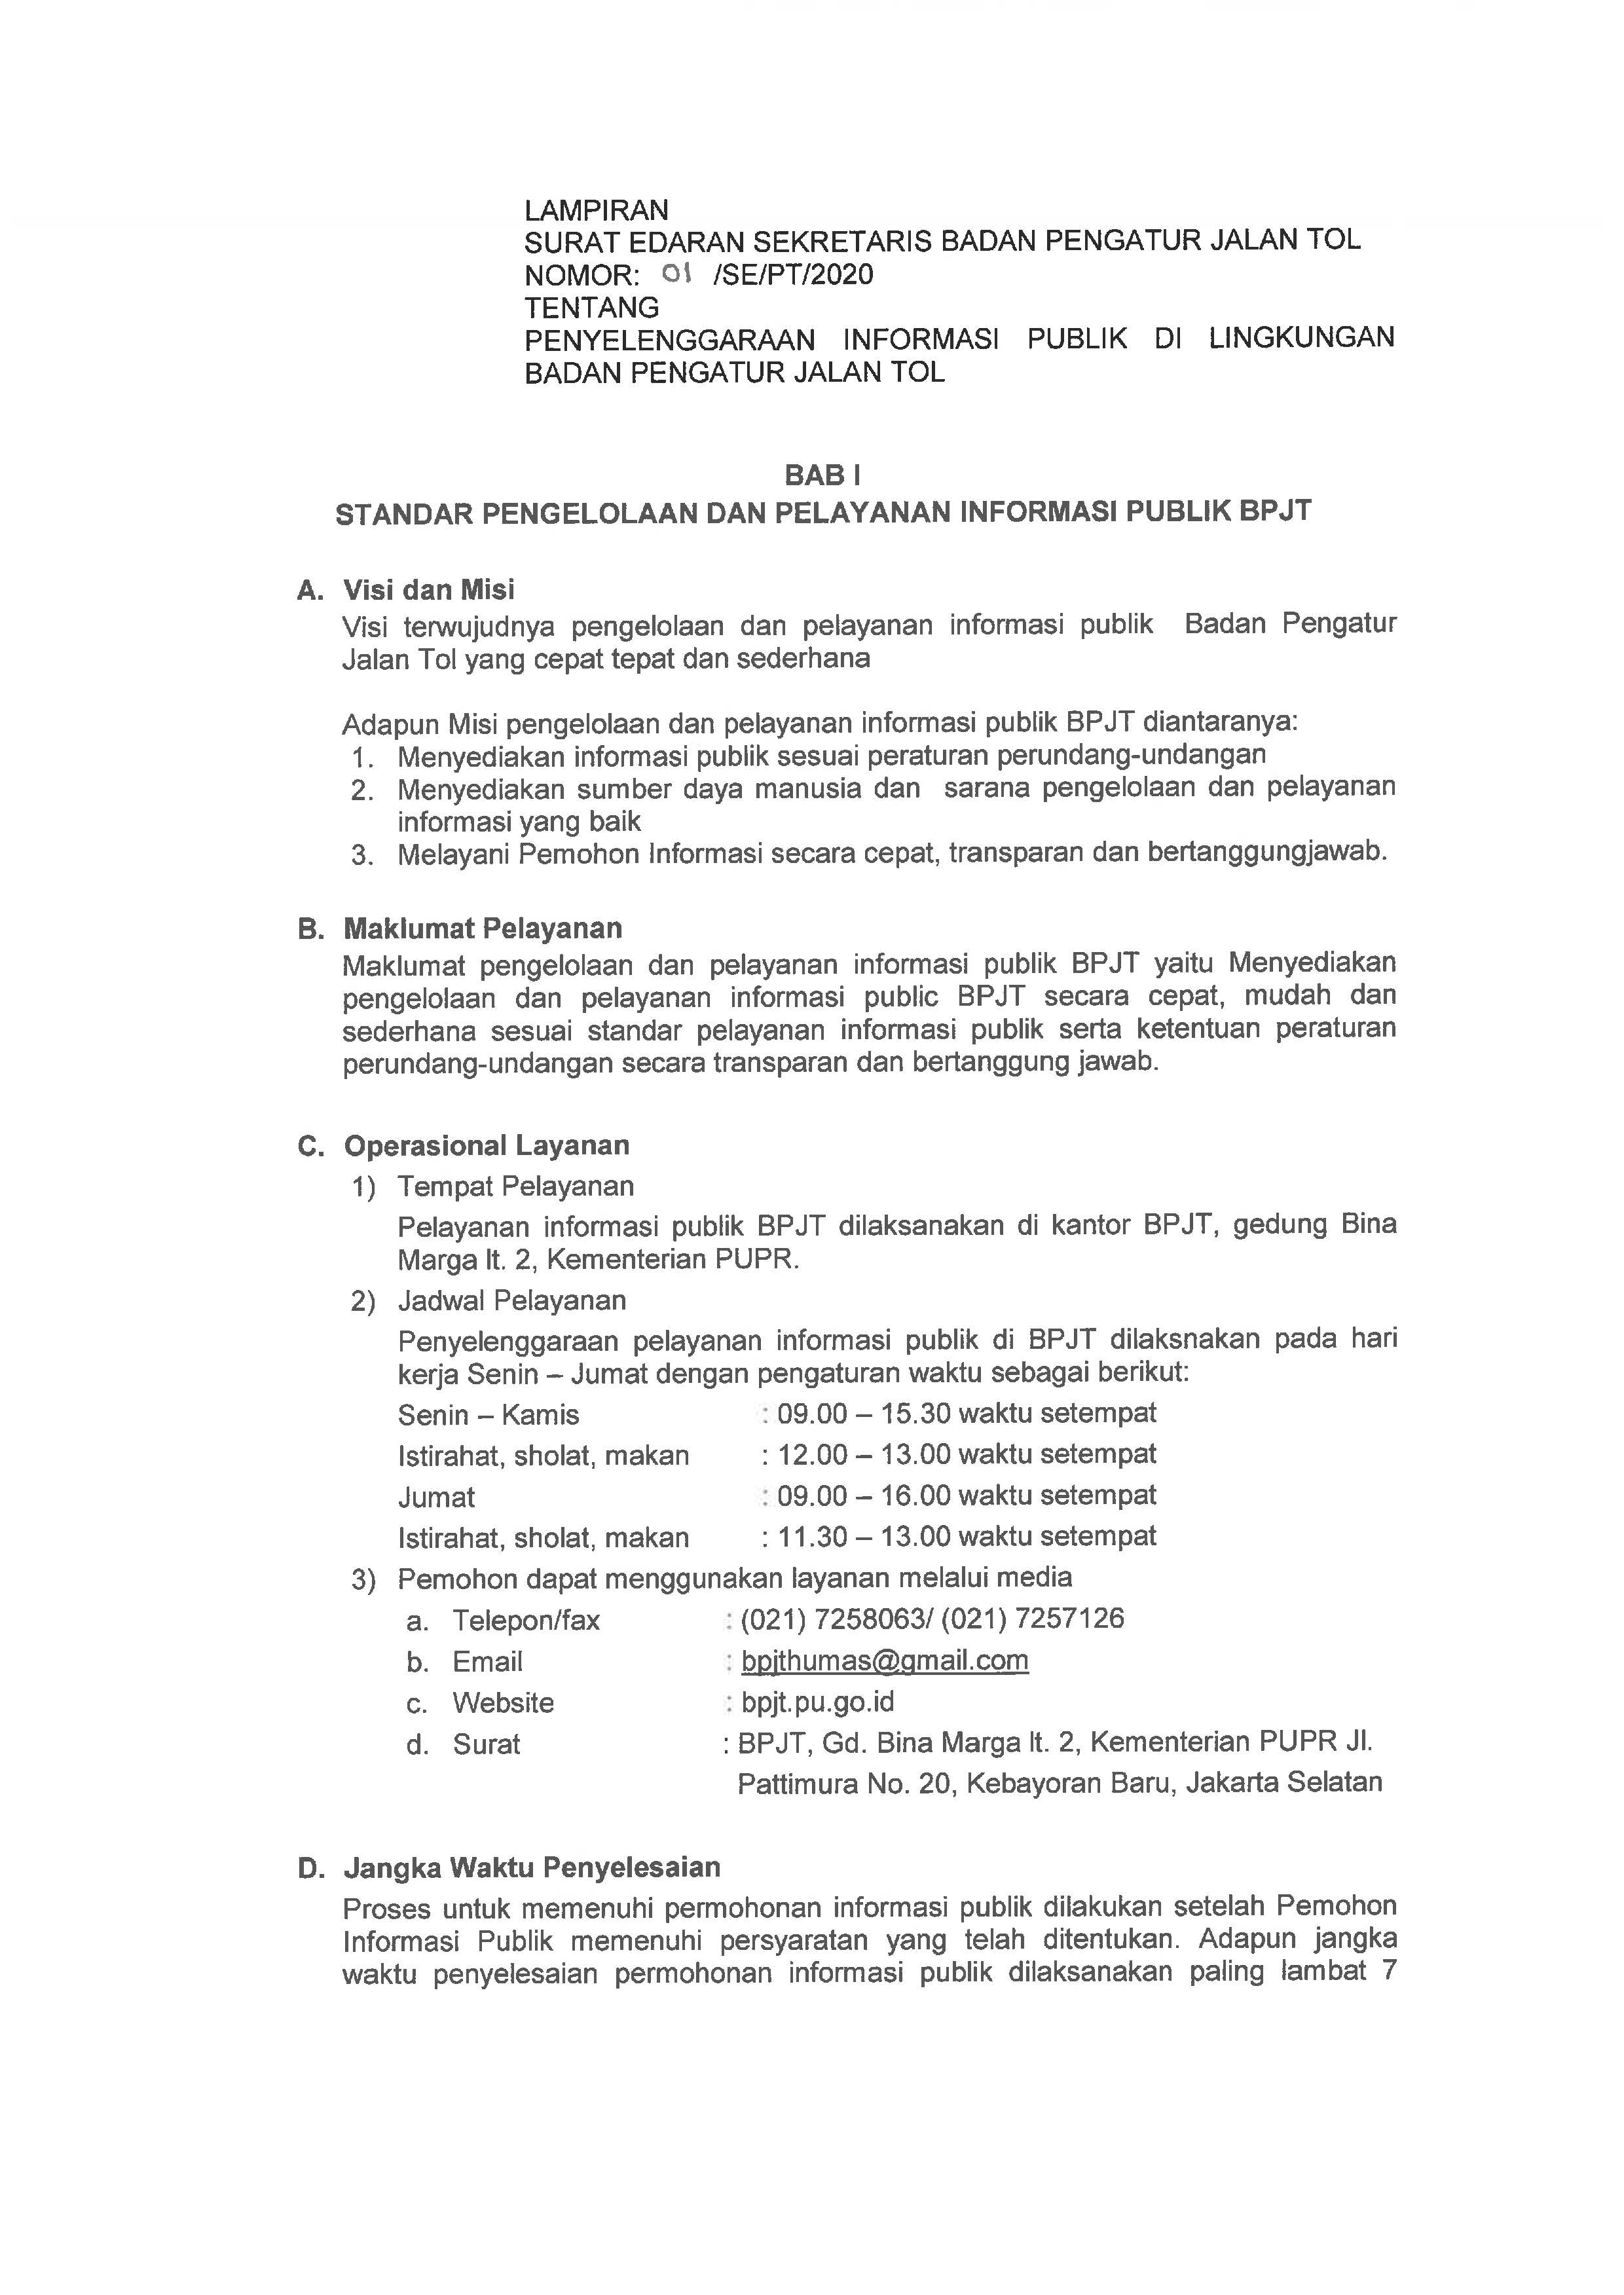 LAMPIRAN
SURAT EDARAN SEKRETARIS BADAN PENGATUR JALAN TOL
NOMOR: 01 /SE/PT/2020
TENTANG
PENYELENGGARAAN INFORMASI PUBLIK DI LINGKUNGAN
BADAN PENGATUR JALAN TOL
BAB I
STANDAR PENGELOLAAN DAN PELAYANAN INFORMASI PUBLIK BPJT
A. Visi dan Misi
Visi terwujudnya pengelolaan dan pelayanan informasi publik Badan Pengatur
Jalan Tol yang cepat tepat dan sederhana
Adapun Misi pengelolaan dan pelayanan informasi publik BPJT diantaranya:
1. Menyediakan informasi publik sesuai peraturan perundang-undangan
2. Menyediakan sumber daya manusia dan sarana pengelolaan dan pelayanan
informasi yang baik
3. Melayani Pemohon Informasi secara cepat, transparan dan bertanggungjawab.
B. Maklumat Pelayanan
Maklumat pengelolaan dan pelayanan informasi publik BPJT yaitu Menyediakan
pengelolaan dan pelayanan informasi public BPJT secara cepat, mudah dan
sederhana sesuai standar pelayanan informasi publik serta ketentuan peraturan
perundang-undangan secara transparan dan bertanggung jawab.
C. Operasional Layanan
1) Tempat Pelayanan
Pelayanan informasi publik BPJT dilaksanakan di kantor BPJT, gedung Bina
Marga lt. 2, Kementerian PUPR.
2) Jadwal Pelayanan
Penyelenggaraan pelayanan informasi publik di BPJT dilaksnakan pada hari
kerja Senin – Jumat dengan pengaturan waktu sebagai berikut:
Senin – Kamis : 09.00 – 15.30 waktu setempat
Istirahat, sholat, makan : 12.00 – 13.00 waktu setempat
Jumat : 09.00 – 16.00 waktu setempat
Istirahat, sholat, makan : 11.30 – 13.00 waktu setempat
3) Pemohon dapat menggunakan layanan melalui media
a. Telepon/fax : (021) 7258063/ (021) 7257126
b. Email : bpjthumas@gmail.com
c. Website : bpjt.pu.go.id
d. Surat : BPJT, Gd. Bina Marga lt. 2, Kementerian PUPR Jl.
Pattimura No. 20, Kebayoran Baru, Jakarta Selatan
D. Jangka Waktu Penyelesaian
Proses untuk memenuhi permohonan informasi publik dilakukan setelah Pemohon
Informasi Publik memenuhi persyaratan yang telah ditentukan. Adapun jangka
waktu penyelesaian permohonan informasi publik dilaksanakan paling lambat 7